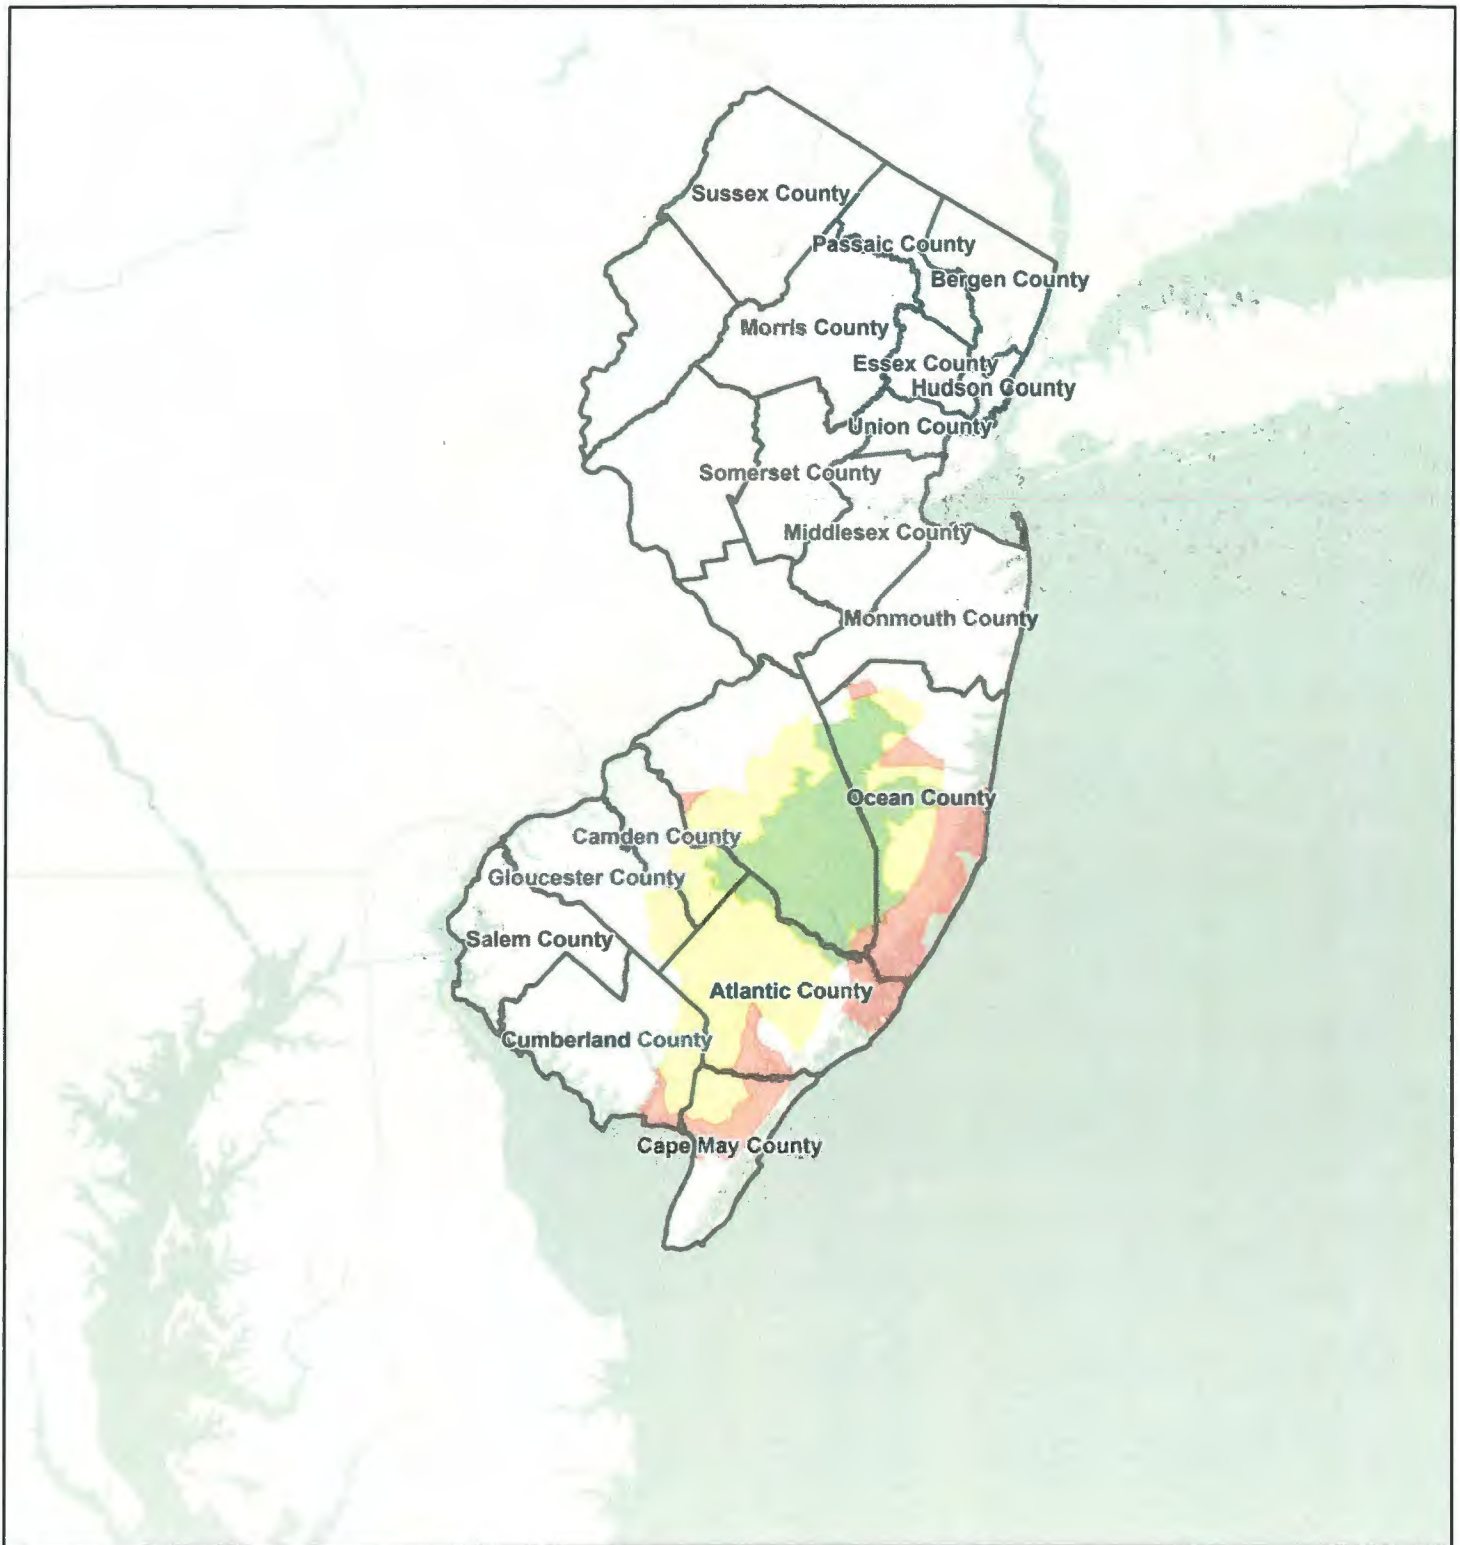 Sussex County
Passaic County
Bergen County
Morris County
Essex County
Hudson County
Union County
Somerset County
Middlesex County
Monmouth County
Ocean County
Camden County
Gloucester County
Salem County
Atlantic County
Cumberland County
Cape May County